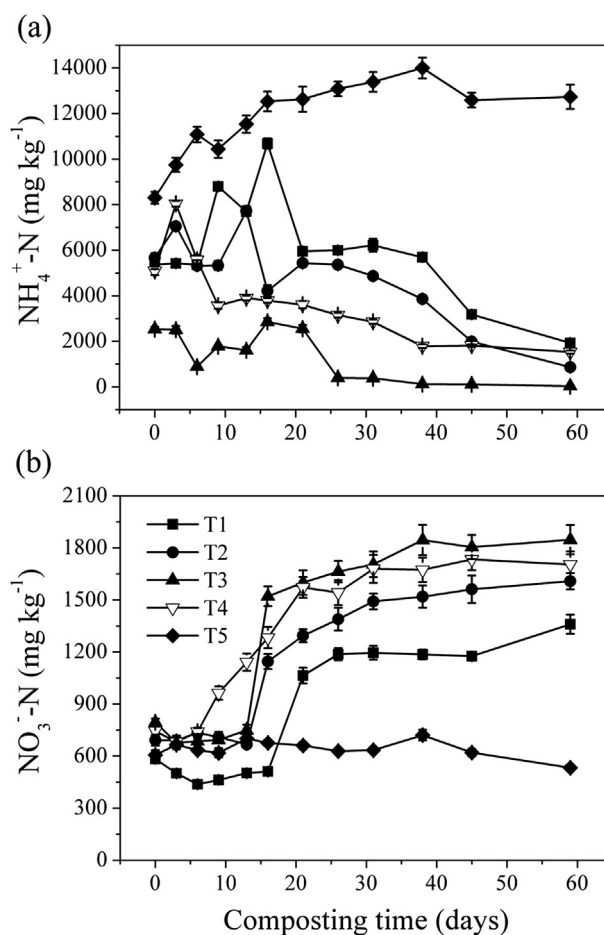 (a)
14000
12000
10000
8000
6000
4000
2000
0
NH₄⁺-N (mg kg⁻¹)
0 10 20 30 40 50 60
(b)
2100
1800
1500
1200
900
600
300
0
NO₃⁻-N (mg kg⁻¹)
T1
T2
T3
T4
T5
0 10 20 30 40 50 60
Composting time (days)